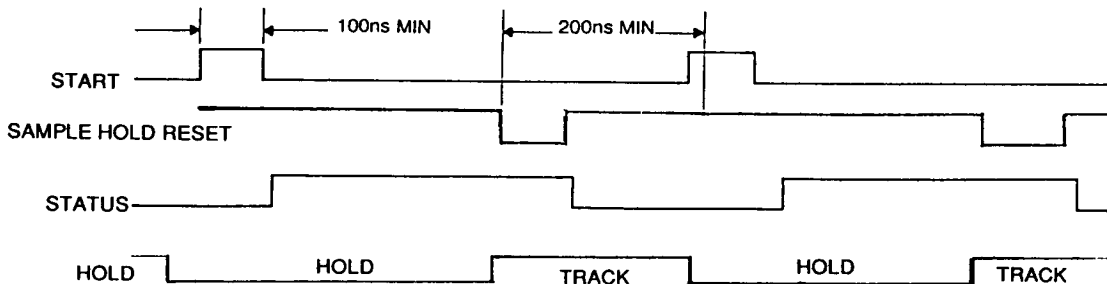 100ns MIN
200ns MIN
START
SAMPLE HOLD RESET
STATUS
HOLD
HOLD
TRACK
HOLD
TRACK